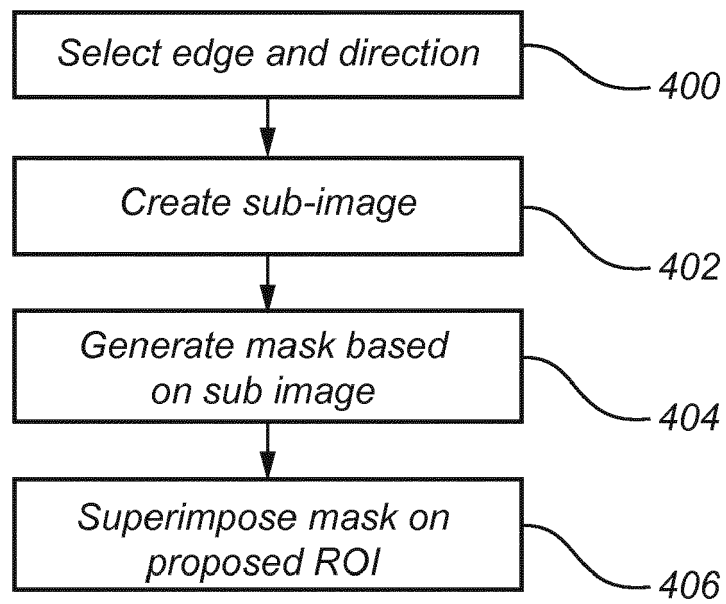 Select edge and direction
400
Create sub-image
402
Generate mask based
on sub image
404
Superimpose mask on
proposed ROI
406